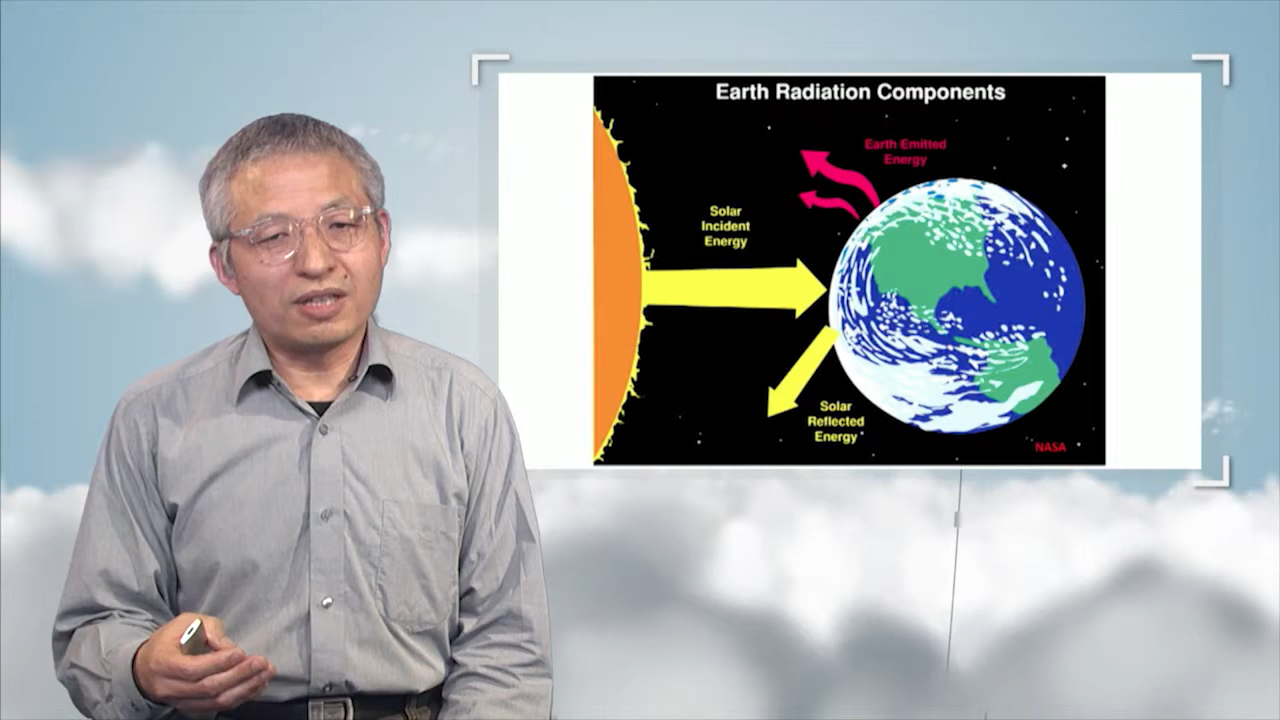 Earth Radiation Components
Earth Emitted
Energy
Solar
Incident
Energy
Solar
Reflected
Energy
NASA